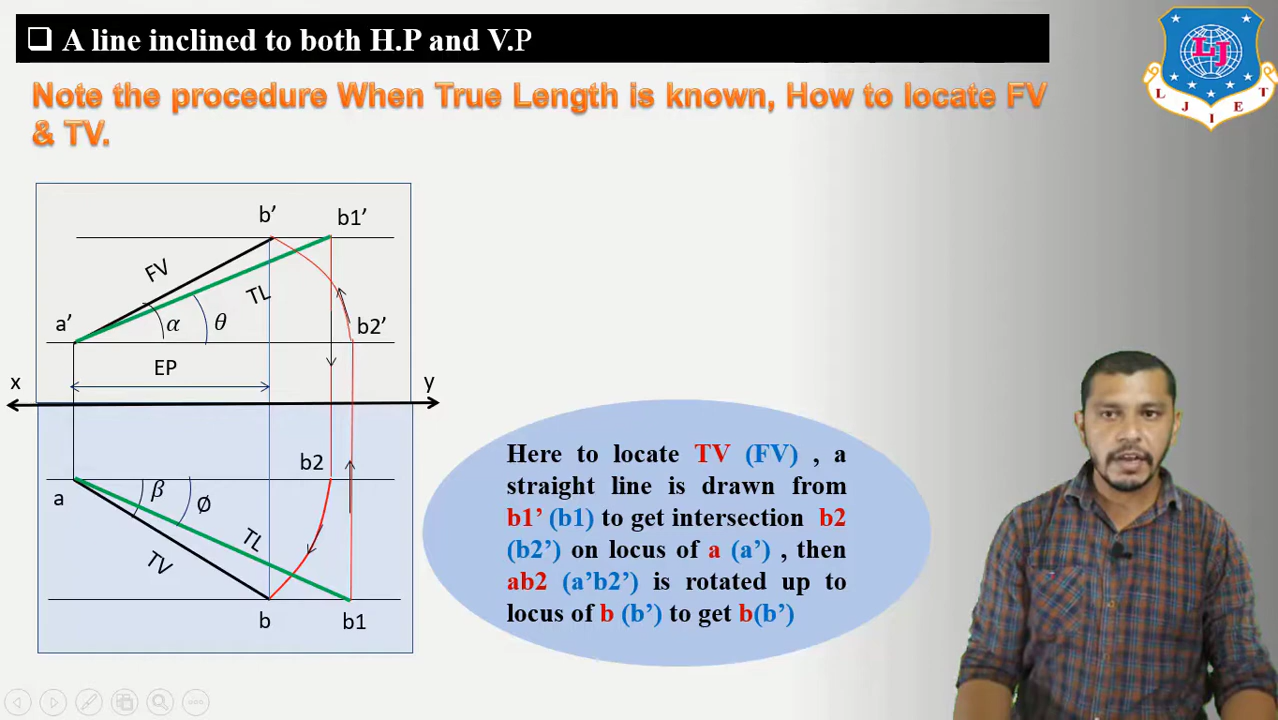 ❑ A line inclined to both H.P and V.P
Note the procedure When True Length is known, How to locate FV
& TV.
L J
L J I E T
b’ b1’
FV
TL
a’ α θ b2’
EP
x y
b2
a β Ø
TL
TV
b b1
Here to locate TV (FV) , a
straight line is drawn from
b1’ (b1) to get intersection b2
(b2’) on locus of a (a’) , then
ab2 (a’b2’) is rotated up to
locus of b (b’) to get b(b’)